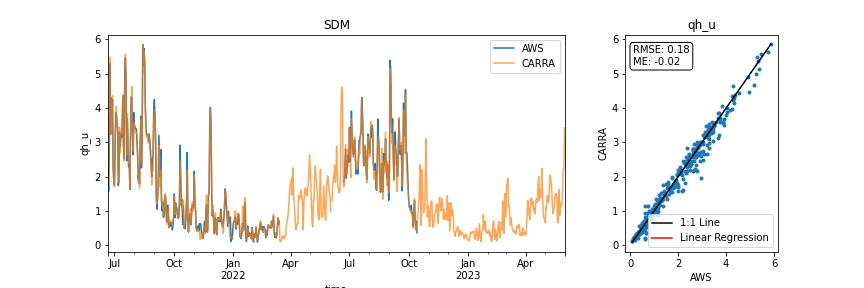 SDM
qh_u
6
5
4
3
2
1
0
qh_u
AWS
CARRA
Jul
Oct
Jan
2022
Apr
Jul
Oct
Jan
2023
Apr
time
6
5
4
3
2
1
0
CARRA
RMSE: 0.18
ME: -0.02
1:1 Line
Linear Regression
0
2
4
6
AWS